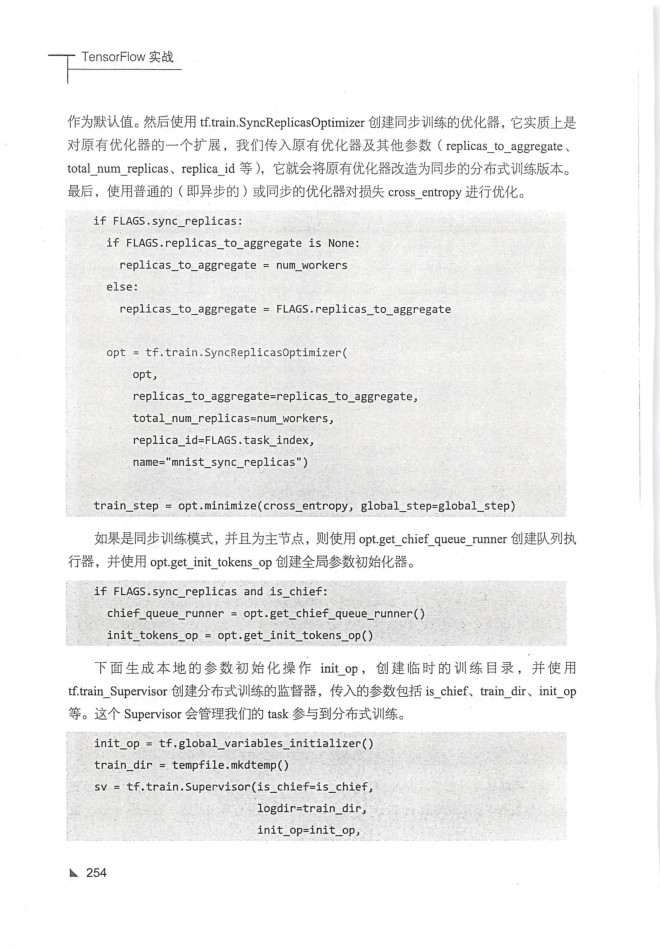 TensorFlow 实战
作为默认值。然后使用 tf.train.SyncReplicasOptimizer 创建同步训练的优化器，它实质上是
对原有优化器的一个扩展，我们传入原有优化器及其他参数（replicas_to_aggregate、
total_num_replicas、replica_id 等），它就会将原有优化器改造为同步的分布式训练版本。
最后，使用普通的（即异步的）或同步的优化器对损失 cross_entropy 进行优化。
if FLAGS.sync_replicas:
  if FLAGS.replicas_to_aggregate is None:
    replicas_to_aggregate = num_workers
  else:
    replicas_to_aggregate = FLAGS.replicas_to_aggregate
  opt = tf.train.SyncReplicasOptimizer(
      opt,
      replicas_to_aggregate=replicas_to_aggregate,
      total_num_replicas=num_workers,
      replica_id=FLAGS.task_index,
      name="mnist_sync_replicas")
train_step = opt.minimize(cross_entropy, global_step=global_step)
如果是同步训练模式，并且为主节点，则使用 opt.get_chief_queue_runner 创建队列执
行器，并使用 opt.get_init_tokens_op 创建全局参数初始化器。
if FLAGS.sync_replicas and is_chief:
  chief_queue_runner = opt.get_chief_queue_runner()
  init_tokens_op = opt.get_init_tokens_op()
下面生成本地的参数初始化操作 init_op，创建临时的训练目录，并使用
tf.train_Supervisor 创建分布式训练的监督器，传入的参数包括 is_chief、train_dir、init_op
等。这个 Supervisor 会管理我们的 task 参与到分布式训练。
init_op = tf.global_variables_initializer()
train_dir = tempfile.mkdtemp()
sv = tf.train.Supervisor(is_chief=is_chief,
                         logdir=train_dir,
                         init_op=init_op,
254